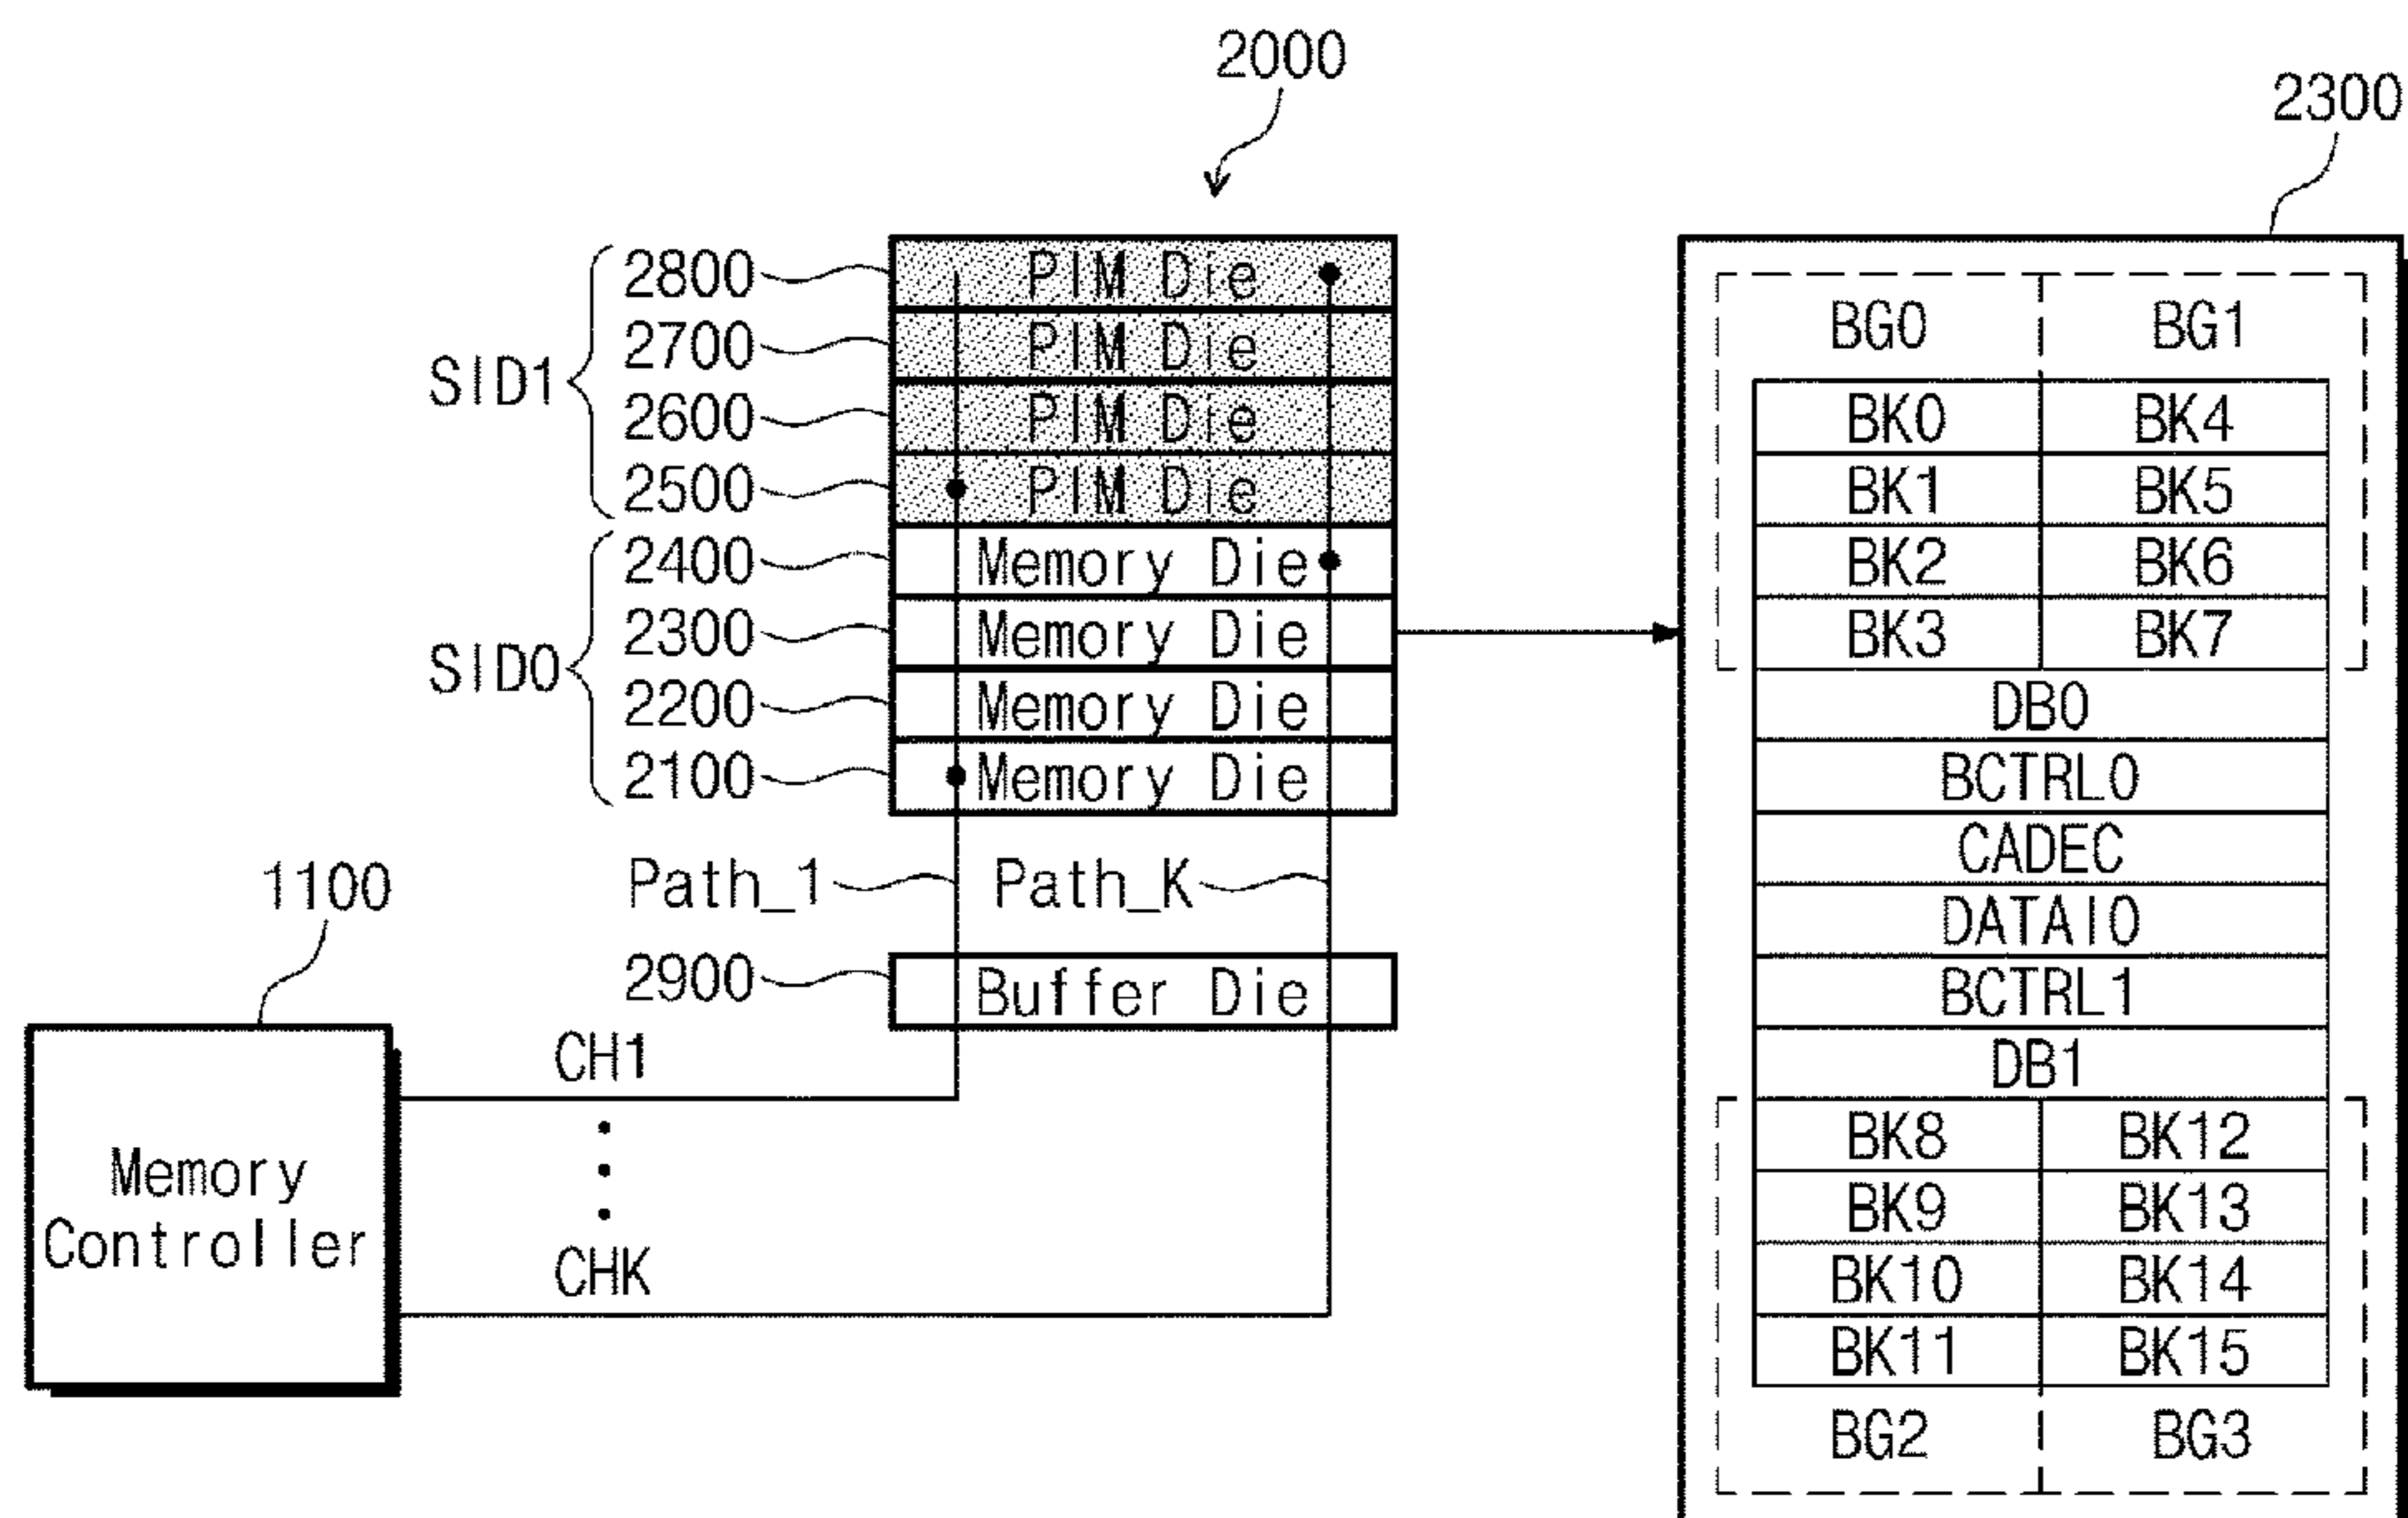 2000
2300
2800 PIM Die
2700 PIM Die
SID1
2600 PIM Die
2500 PIM Die
2400 Memory Die
2300 Memory Die
SID0
2200 Memory Die
2100 Memory Die
Path_1 Path_K
2900 Buffer Die
1100
Memory
Controller
CH1
CHK
BG0 BG1
BK0 BK4
BK1 BK5
BK2 BK6
BK3 BK7
DB0
BCTRL0
CADEC
DATAIO
BCTRL1
DB1
BK8 BK12
BK9 BK13
BK10 BK14
BK11 BK15
BG2 BG3